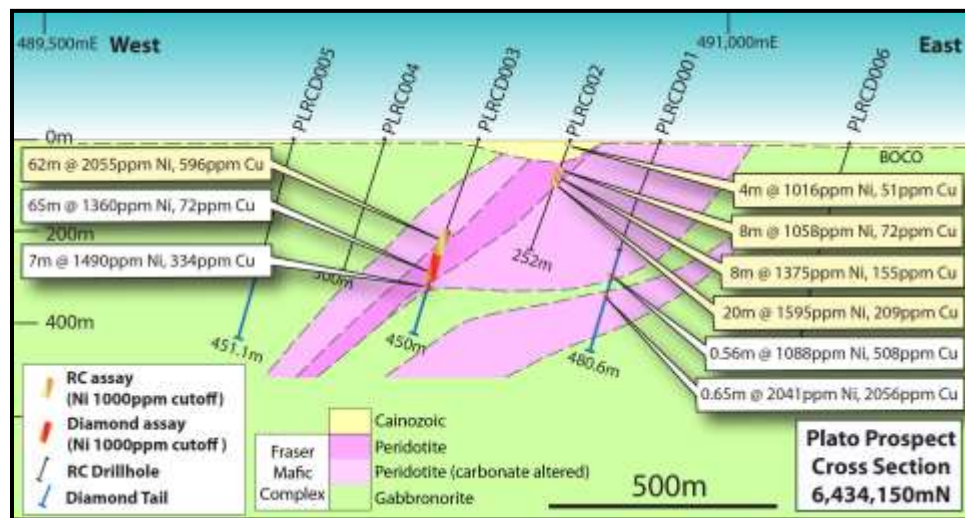 489,500mE West
491,000mE East
PLRCD005
PLRC004
PLRCD003
PLRC002
PLRCD001
PLRCD006
0m
BOCO
62m @ 2055ppm Ni, 596ppm Cu
65m @ 1360ppm Ni, 72ppm Cu
200m
7m @ 1490ppm Ni, 334ppm Cu
300m
252m
400m
451.1m
450m
480.6m
4m @ 1016ppm Ni, 51ppm Cu
8m @ 1058ppm Ni, 72ppm Cu
8m @ 1375ppm Ni, 155ppm Cu
20m @ 1595ppm Ni, 209ppm Cu
0.56m @ 1088ppm Ni, 508ppm Cu
0.65m @ 2041ppm Ni, 2056ppm Cu
RC assay
(Ni 1000ppm cutoff)
Diamond assay
(Ni 1000ppm cutoff)
RC Drillhole
Diamond Tail
Fraser
Mafic
Complex
Cainozoic
Peridotite
Peridotite (carbonate altered)
Gabbronorite
500m
Plato Prospect
Cross Section
6,434,150mN